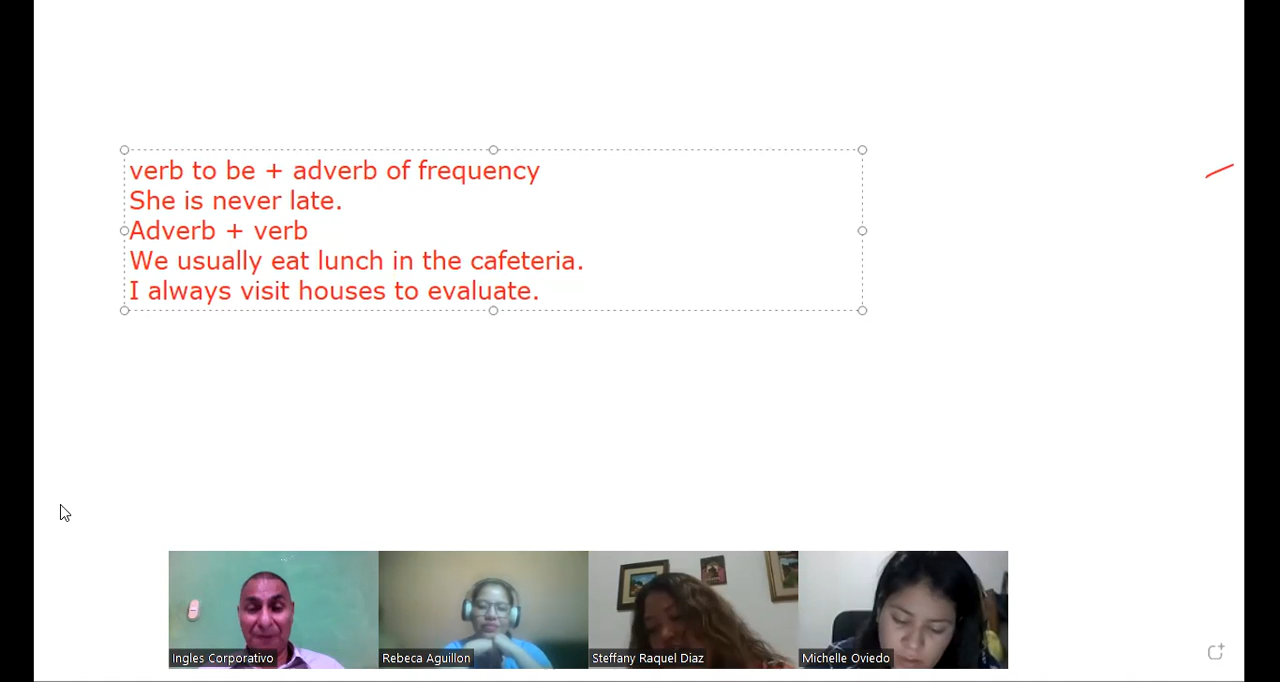 verb to be + adverb of frequency
She is never late.
Adverb + verb
We usually eat lunch in the cafeteria.
I always visit houses to evaluate.
Ingles Corporativo
Rebeca Aguillon
Steffany Raquel Diaz
Michelle Oviedo